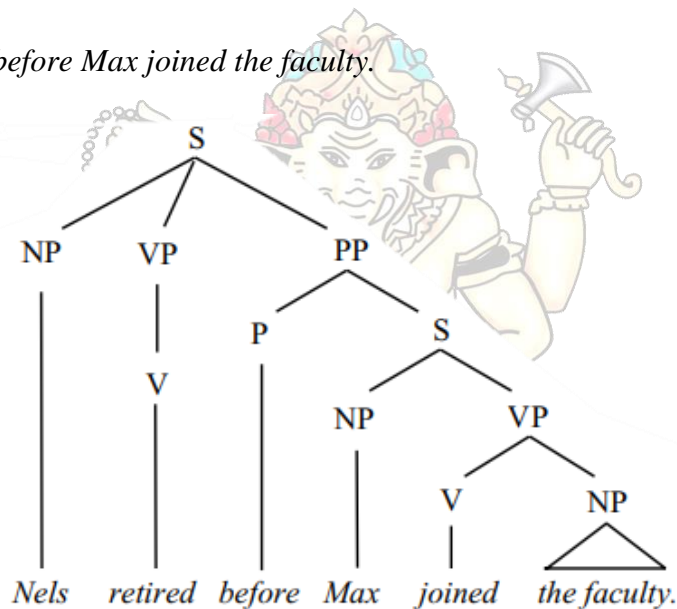 before Max joined the faculty.
S
NP VP PP
P S
V
NP VP
V NP
Nels retired before Max joined the faculty.